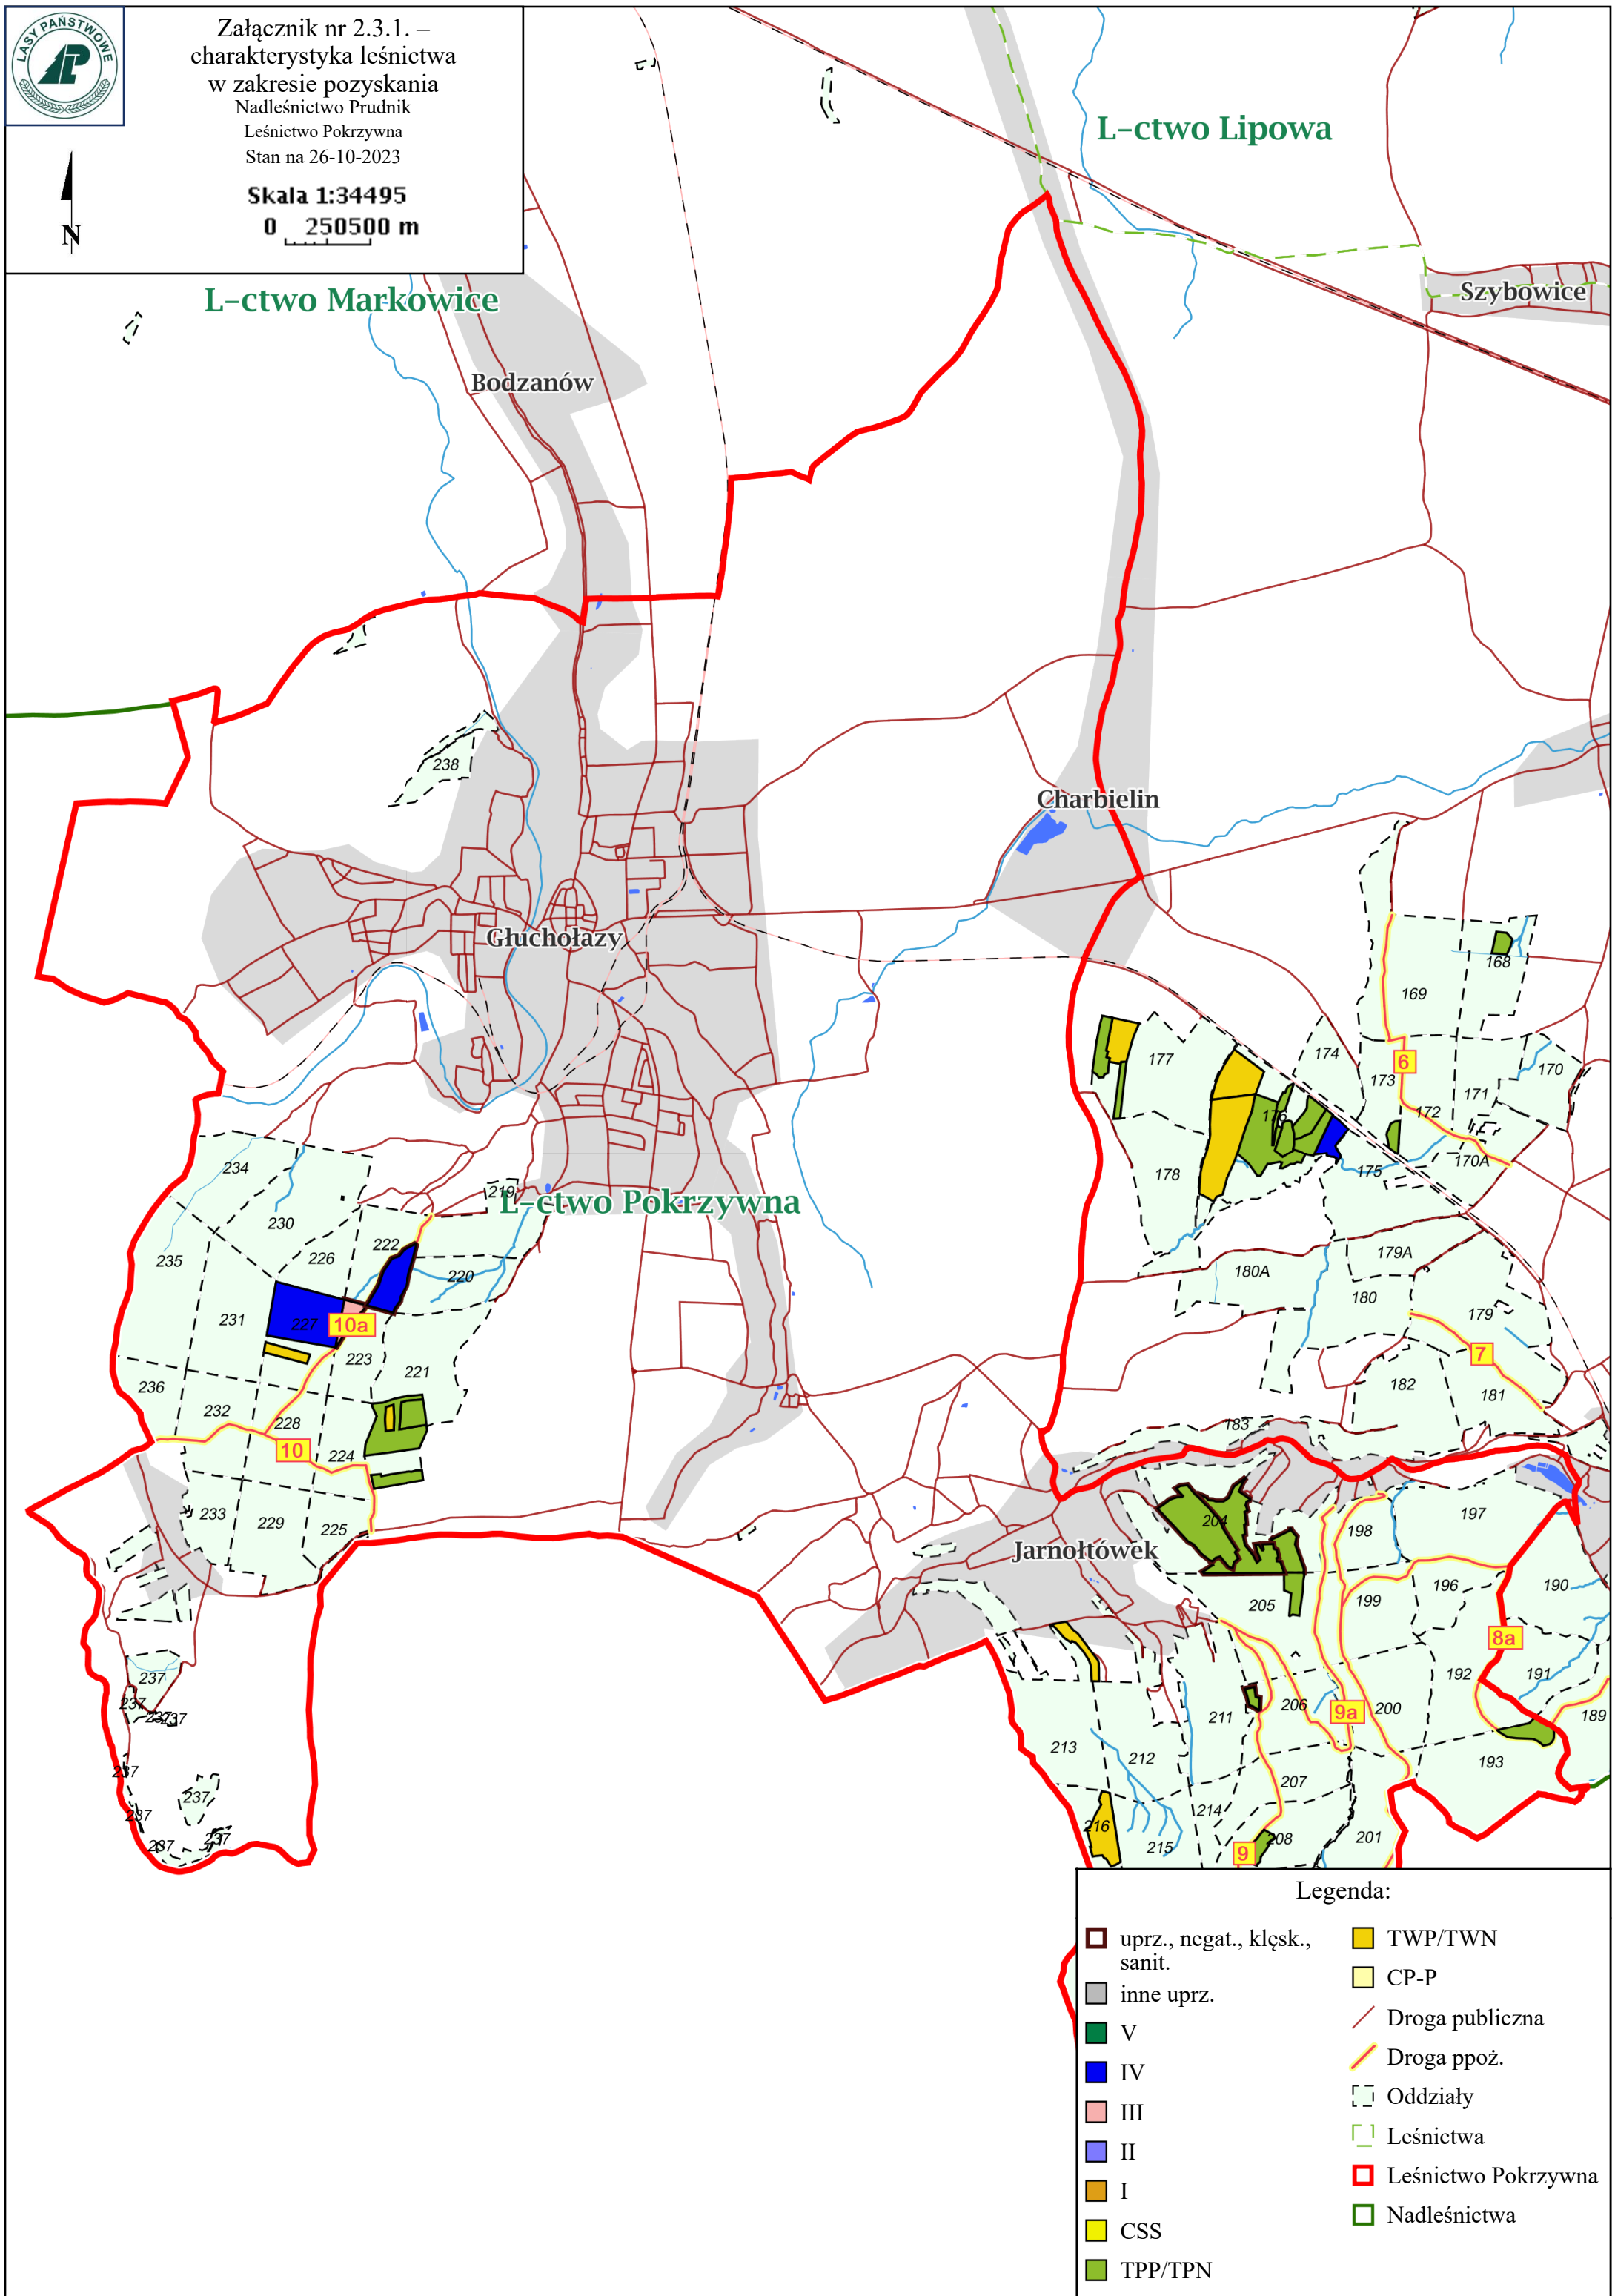 LASY PAŃSTWOWE
Załącznik nr 2.3.1. –
charakterystyka leśnictwa
w zakresie pozyskania
Nadleśnictwo Prudnik
Leśnictwo Pokrzywna
Stan na 26-10-2023
Skala 1:34495
0 250500 m
N
L-ctwo Lipowa
L-ctwo Markowice
Szybowice
Bodzanów
238
Charbielin
Głuchołazy
168
169
177
174
6
173
170
171
172
176
170A
175
178
234
219
L-ctwo Pokrzywna
230
222
226
235
220
179A
180A
180
231
227
10a
179
223
7
221
236
182
181
232
228
183
10
224
204
197
233
229
225
198
Jarnołtówek
196
190
205
199
8a
237
192
191
237
237
237
206
9a
200
211
189
213
212
193
237
207
237
237
214
216
208
201
237
237
215
9
Legenda:
uprz., negat., klęsk.,
sanit.
inne uprz.
V
IV
III
II
I
CSS
TPP/TPN
TWP/TWN
CP-P
Droga publiczna
Droga ppoż.
Oddziały
Leśnictwa
Leśnictwo Pokrzywna
Nadleśnictwa